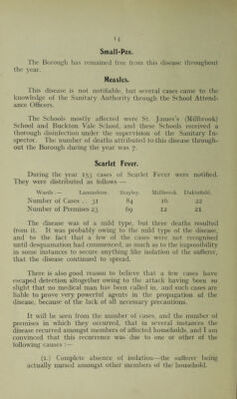 14
Small-Pox.
The Borough has remained free from this disease throughout
the year.
Measles.
This disease is not notifiable, but several cases came to the
knowledge of the Sanitary Authority through the School Attend-
ance Officers.
The Schools mostly affected were St. James's (Millbrook)
School and Buckton Vale School, and these Schools received a
thorough disinfection under the supervision of the Sanitary In-
spector. The number of deaths attributed to this disease through-
out the Borough during the year was 7.
Scarlet Fever.
During the year 153 cases of Scarlet Fever were notified.
They were distributed as follows :—
Wards :— Lancashire. Stayley. Millbrook. Dukinfield.
Number of Cases .. 31 84 16 22
Number of Premises 23 69 12 21
The disease was of a mild type, but three deaths resulted
from it. It was probably owing to the mild type of the disease,
and to the fact that a few of the cases were not recognised
until desquamation had commenced, as much as to the impossibility
in some instances to secure anything like isolation of the sufferer,
that the disease continued to spread.
There is also good reason to believe that a few cases have
escaped detection altogether owing to the attack having been so
slight that no medical man has been called in, and such cases are
liable to prove very powerful agents in the propagation of the
disease, because of the lack of all necessary precautions.
It will be seen from the number of cases, and the number of
premises in which they occurred, that in several instances the
disease recurred amongst members of affected households, and I am
convinced that this recurrence was due to one or other of the
following causes :—
(1.) Complete absence of isolation—the sufferer being
actually nursed amongst other members of the household.